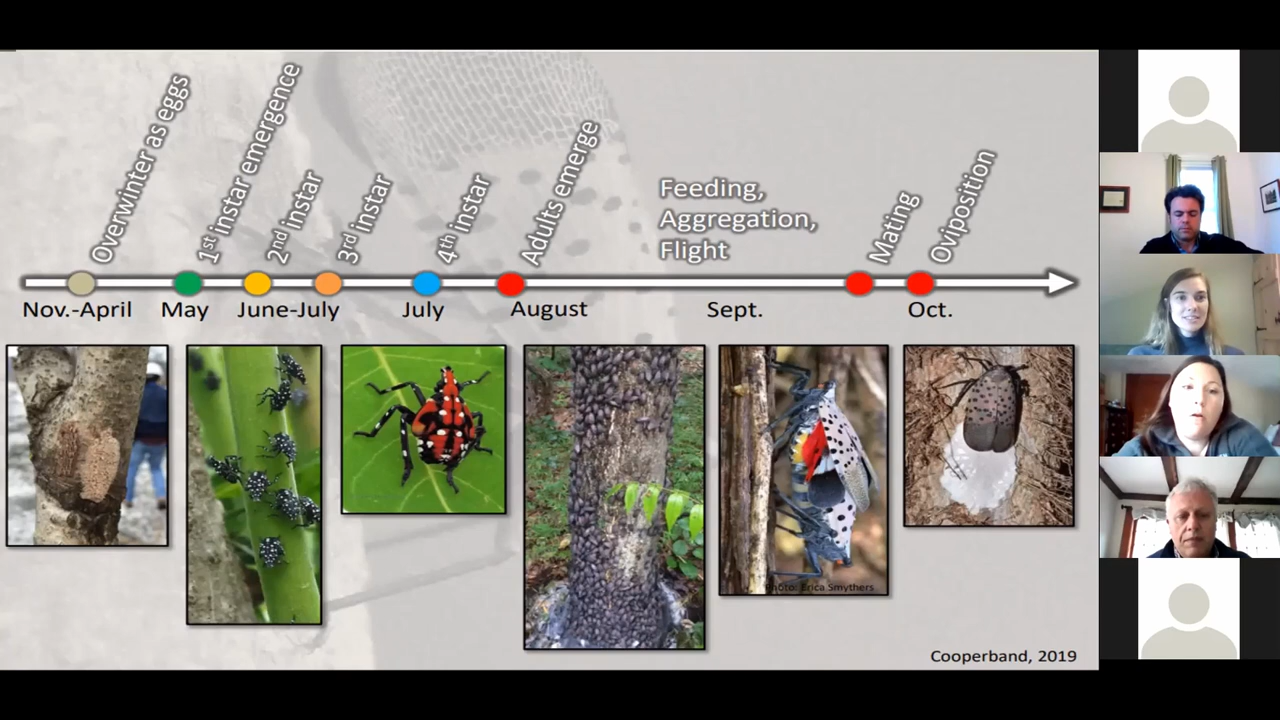 Overwinter as eggs
1st instar emergence
2nd instar
3rd instar
4th instar
Adults emerge
Feeding,
Aggregation,
Flight
Mating
Oviposition
Nov.-April
May
June-July
July
August
Sept.
Oct.
Photo: Erica Smythers
Cooperband, 2019